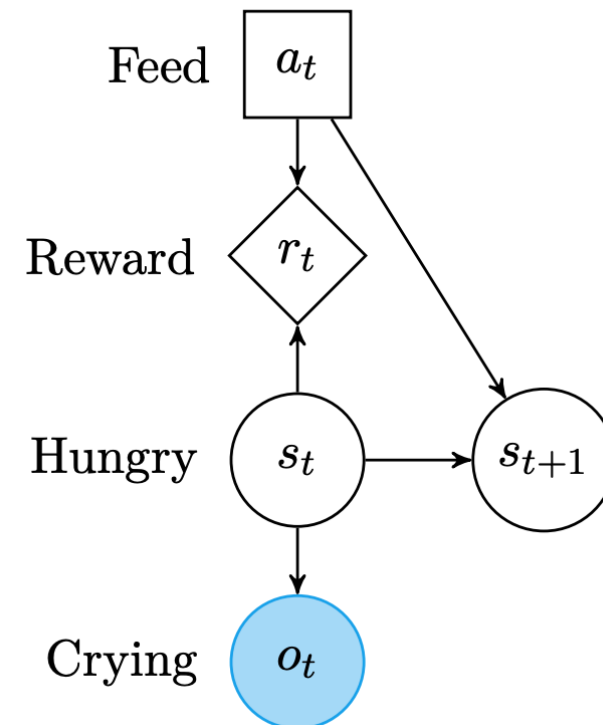 Feed a_t
Reward r_t
Hungry s_t s_{t+1}
Crying o_t